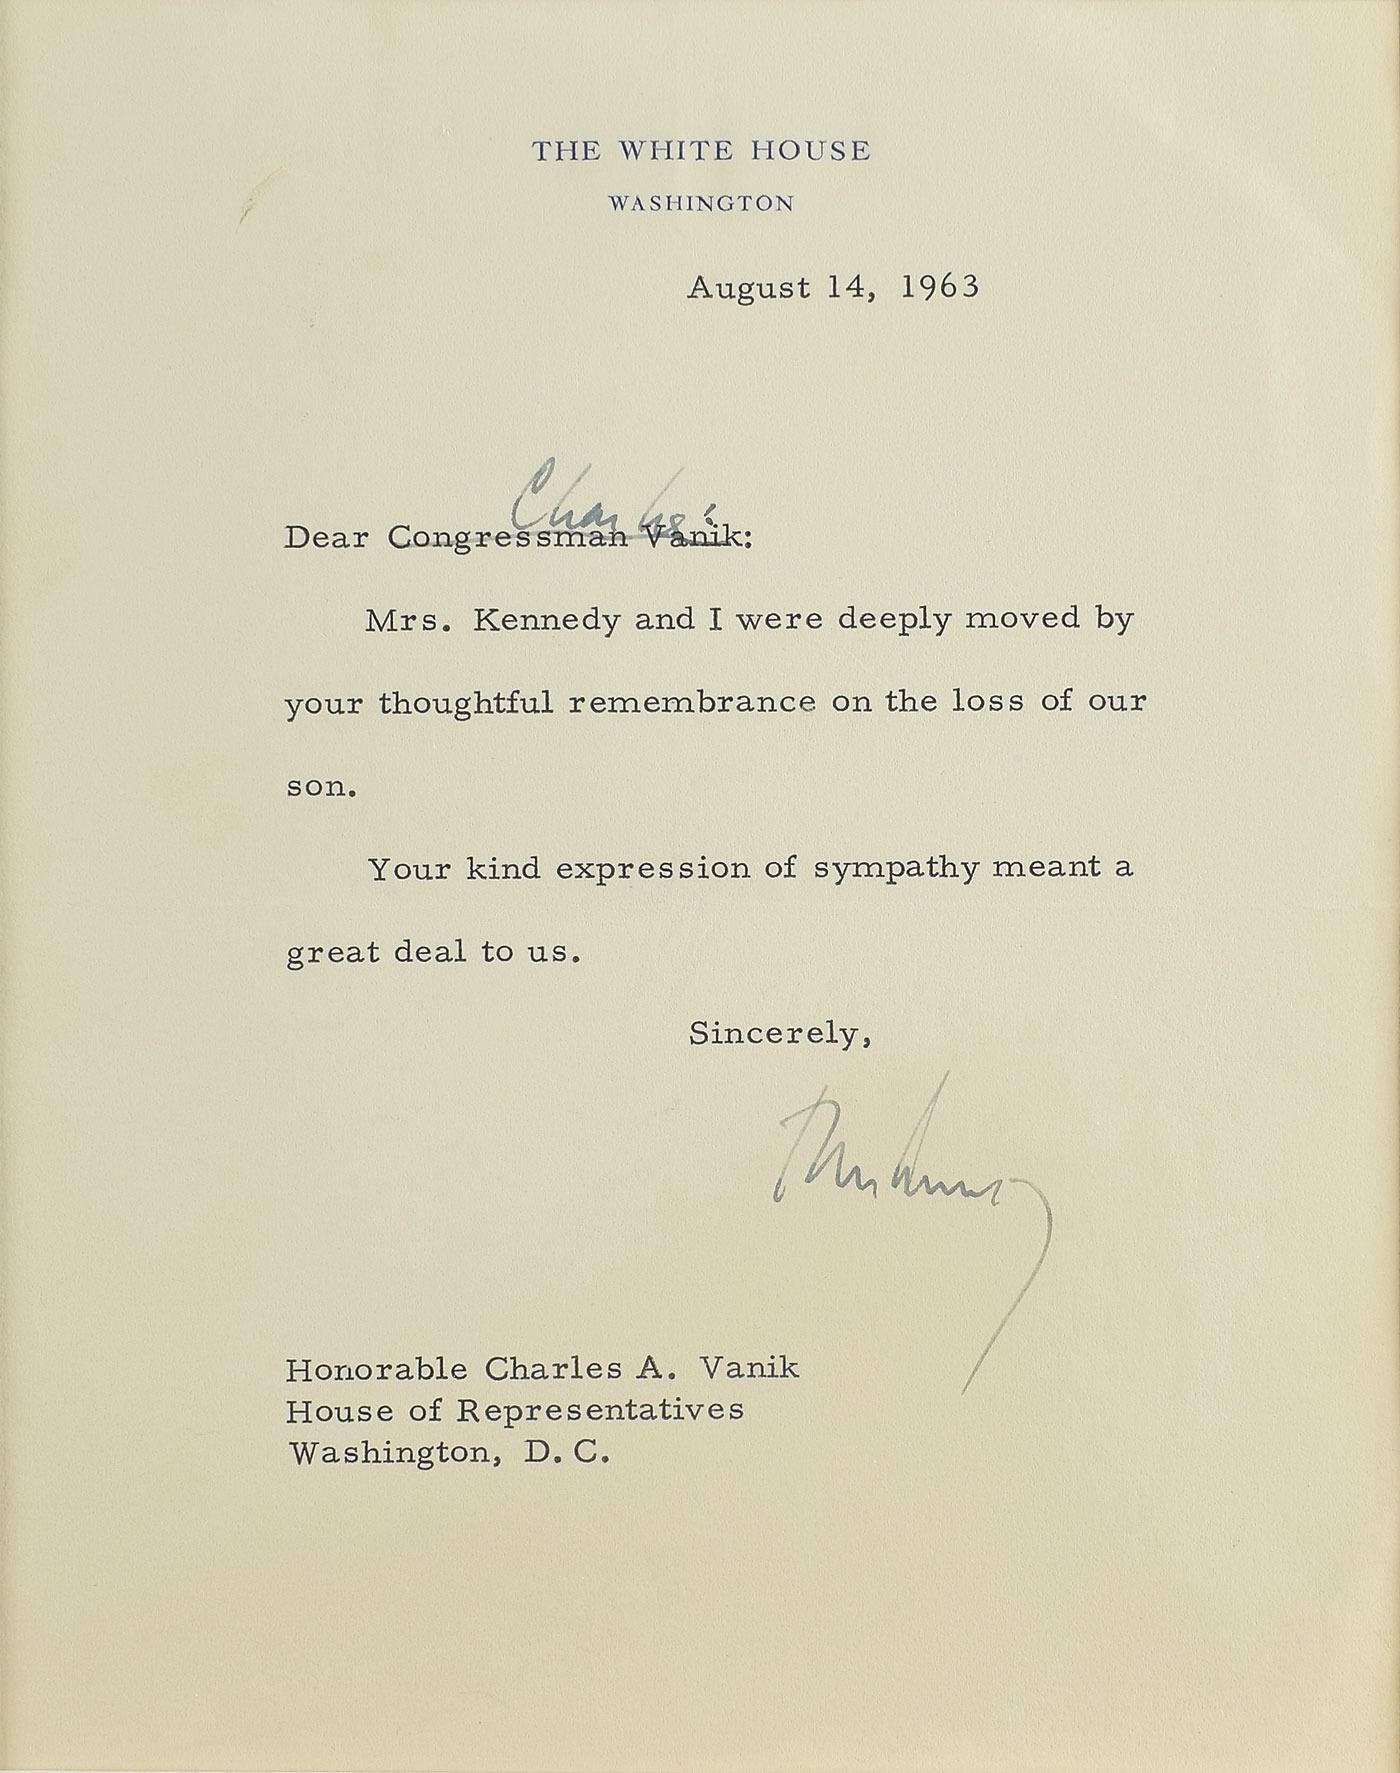 THE WHITE HOUSE
WASHINGTON
August 14, 1963
Charles
Dear Congressman Vanik:
Mrs. Kennedy and I were deeply moved by
your thoughtful remembrance on the loss of our
son.
Your kind expression of sympathy meant a
great deal to us.
Sincerely,
Honorable Charles A. Vanik
House of Representatives
Washington, D. C.